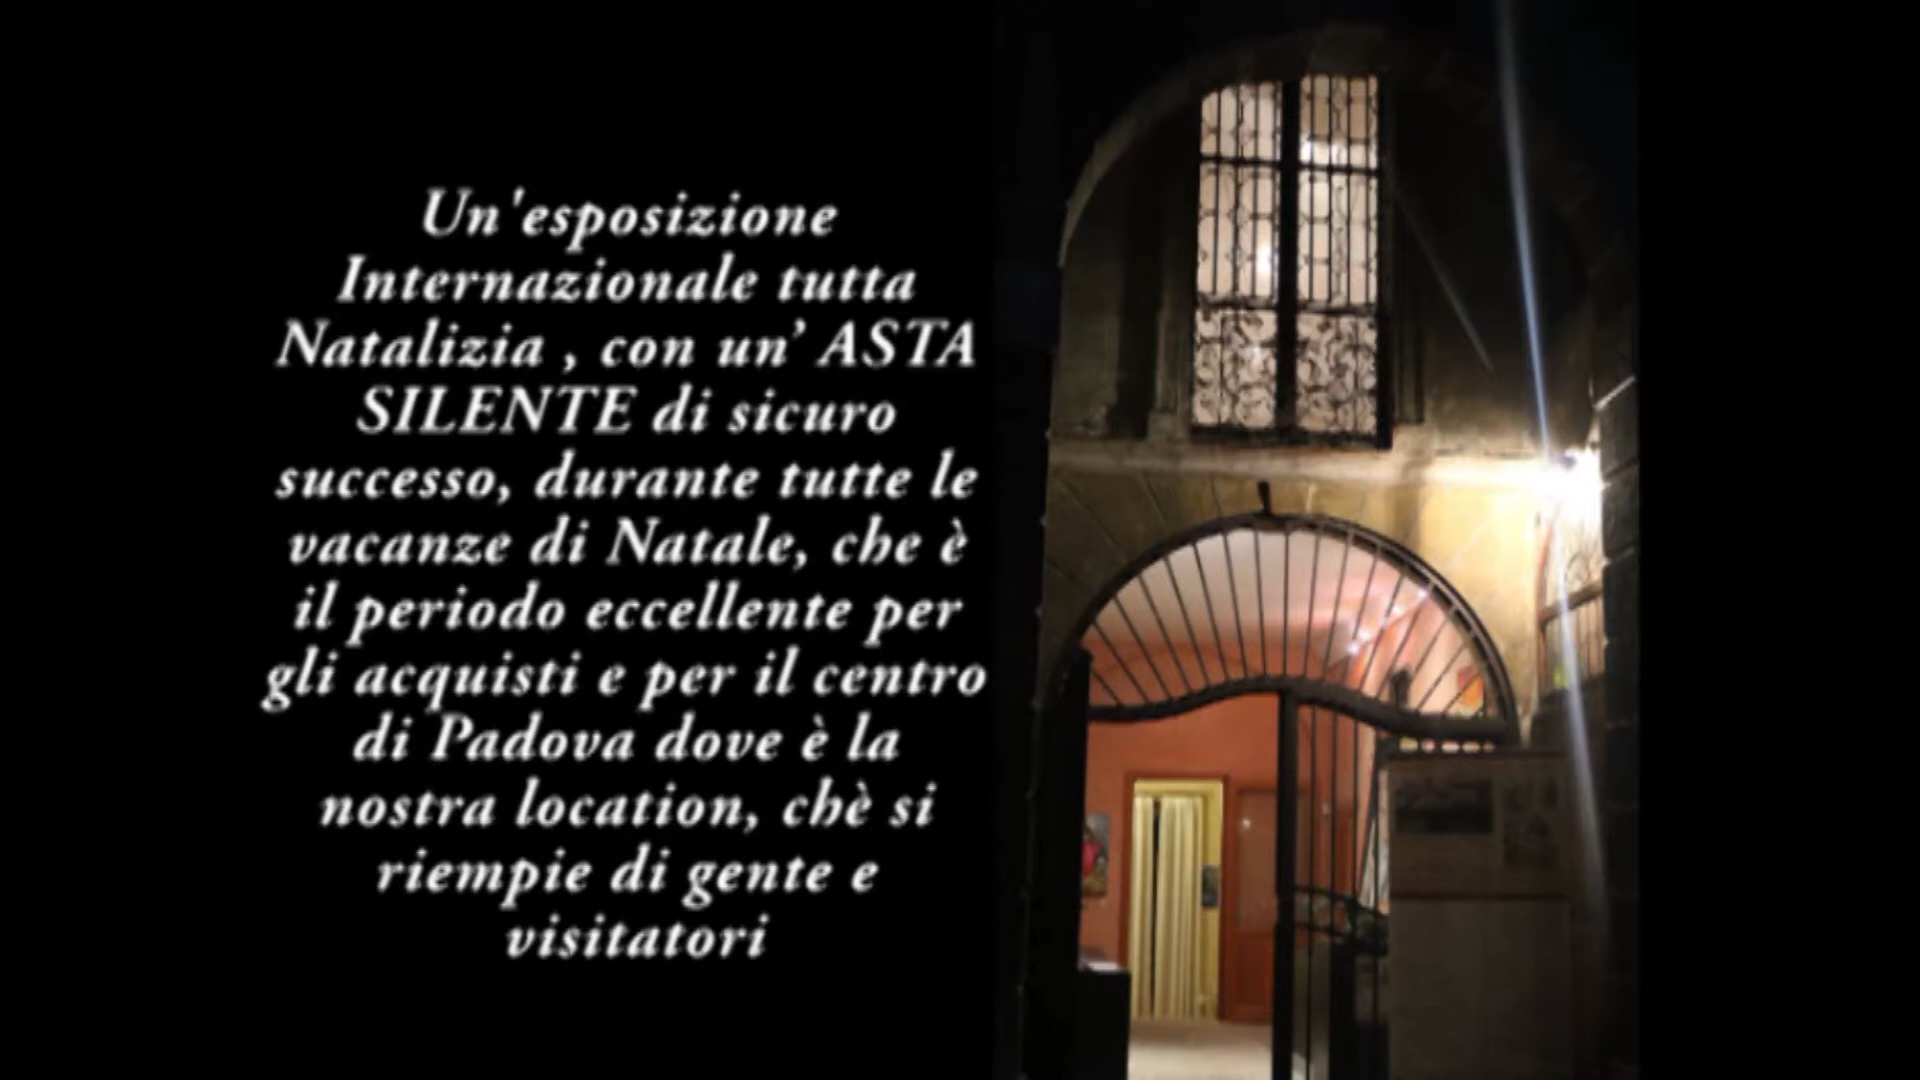 Un'esposizione
Internazionale tutta
Natalizia , con un’ ASTA
SILENTE di sicuro
successo, durante tutte le
vacanze di Natale, che è
il periodo eccellente per
gli acquisti e per il centro
di Padova dove è la
nostra location, chè si
riempie di gente e
visitatori